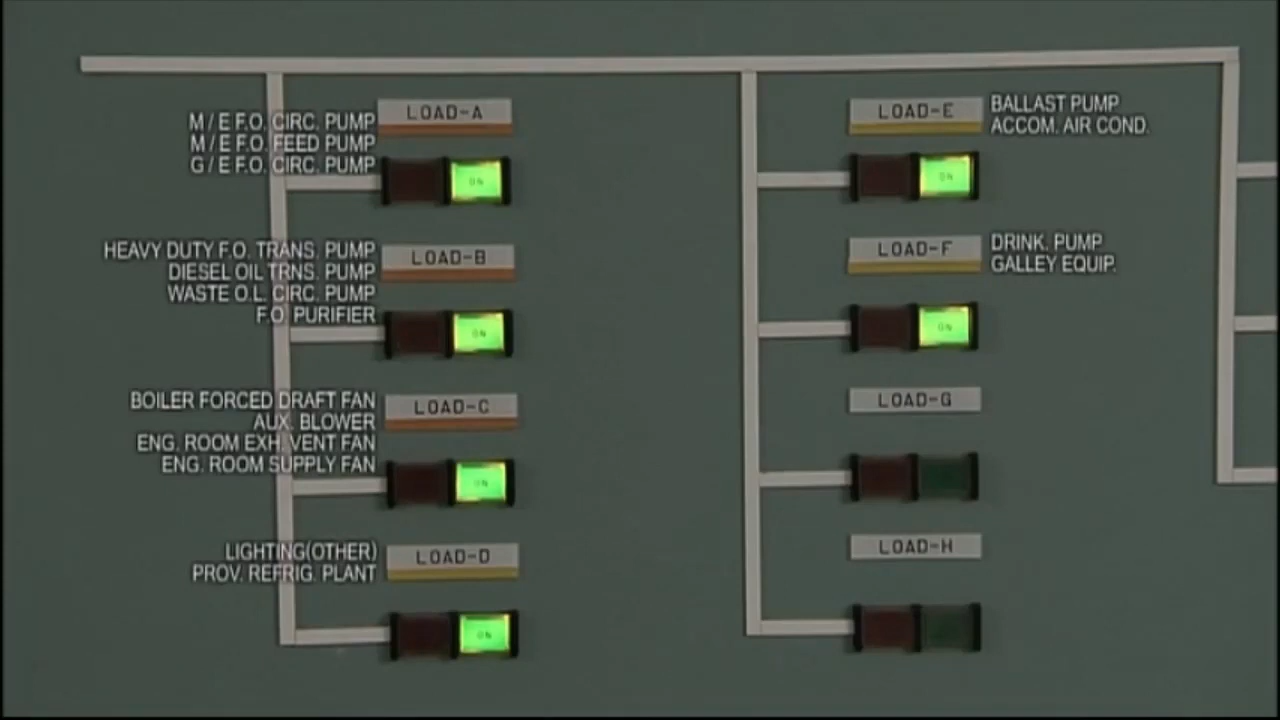 LOAD-A
M / E F.O. CIRC. PUMP
M / E F.O. FEED PUMP
G / E F.O. CIRC. PUMP
ON
LOAD-B
HEAVY DUTY F.O. TRANS. PUMP
DIESEL OIL TRNS. PUMP
WASTE O.L. CIRC. PUMP
F.O. PURIFIER
ON
LOAD-C
BOILER FORCED DRAFT FAN
AUX. BLOWER
ENG. ROOM EXH. VENT FAN
ENG. ROOM SUPPLY FAN
ON
LOAD-D
LIGHTING(OTHER)
PROV. REFRIG. PLANT
ON
LOAD-E
BALLAST PUMP
ACCOM. AIR COND.
ON
LOAD-F
DRINK. PUMP
GALLEY EQUIP.
ON
LOAD-G
LOAD-H